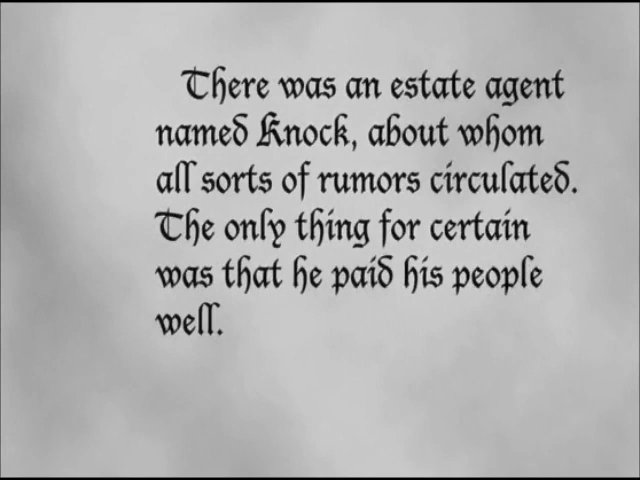 There was an estate agent
named Knock, about whom
all sorts of rumors circulated.
The only thing for certain
was that he paid his people
well.